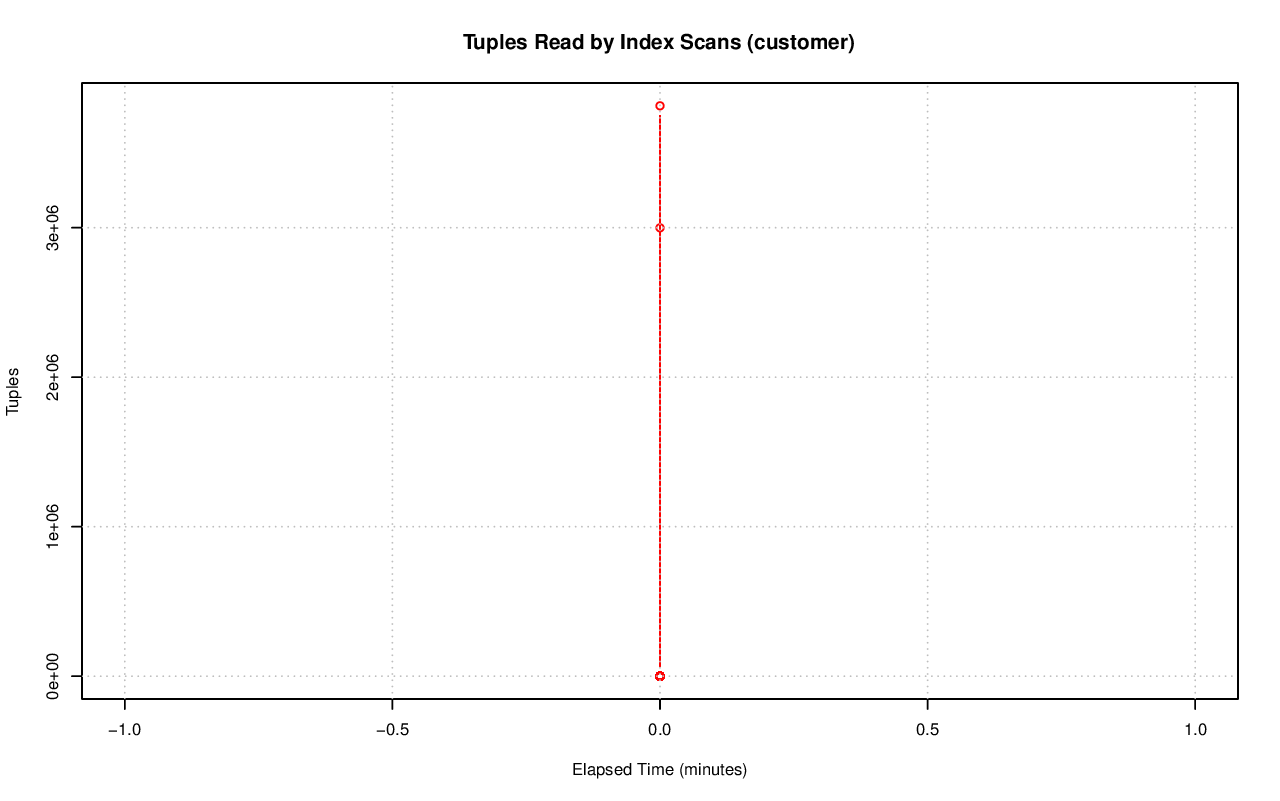 Tuples Read by Index Scans (customer)
Tuples
3e+06
2e+06
1e+06
0e+00
−1.0
−0.5
0.0
0.5
1.0
Elapsed Time (minutes)